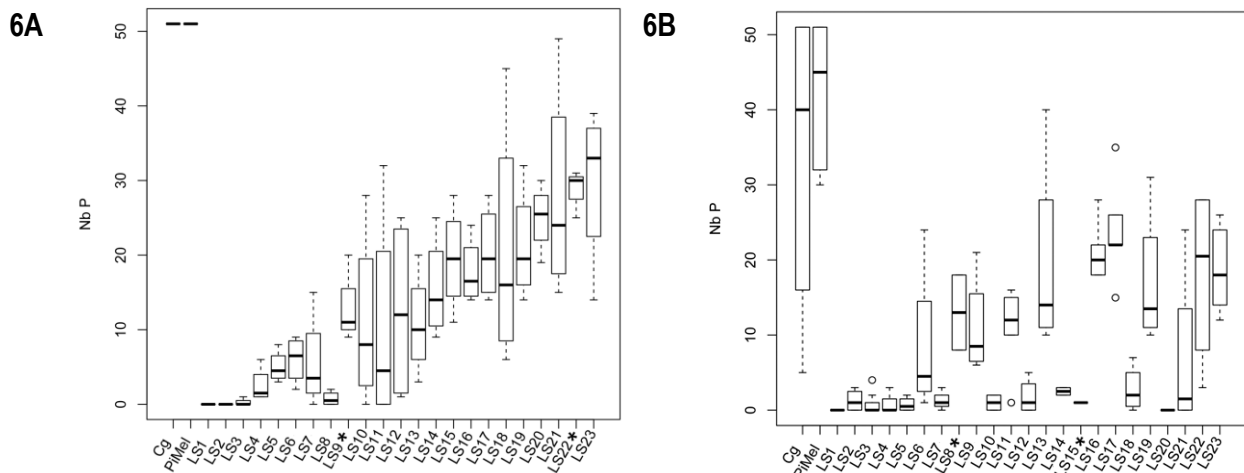 6A
50
40
30
20
10
0
Nb P
Cg
PiMel
LS1
LS2
LS3
LS4
LS5
LS6
LS7
LS8
LS9*
LS10
LS11
LS12
LS13
LS14
LS15
LS16
LS17
LS18
LS19
LS20
LS21
LS22*
LS23
6B
50
40
30
20
10
0
Nb P
Cg
PiMel
LS1
LS2
LS3
LS4
LS5
LS6
LS7
LS8*
LS9
LS10
LS11
LS12
LS13
LS14
LS15*
LS16
LS17
LS18
LS19
LS20
LS21
LS22
LS23